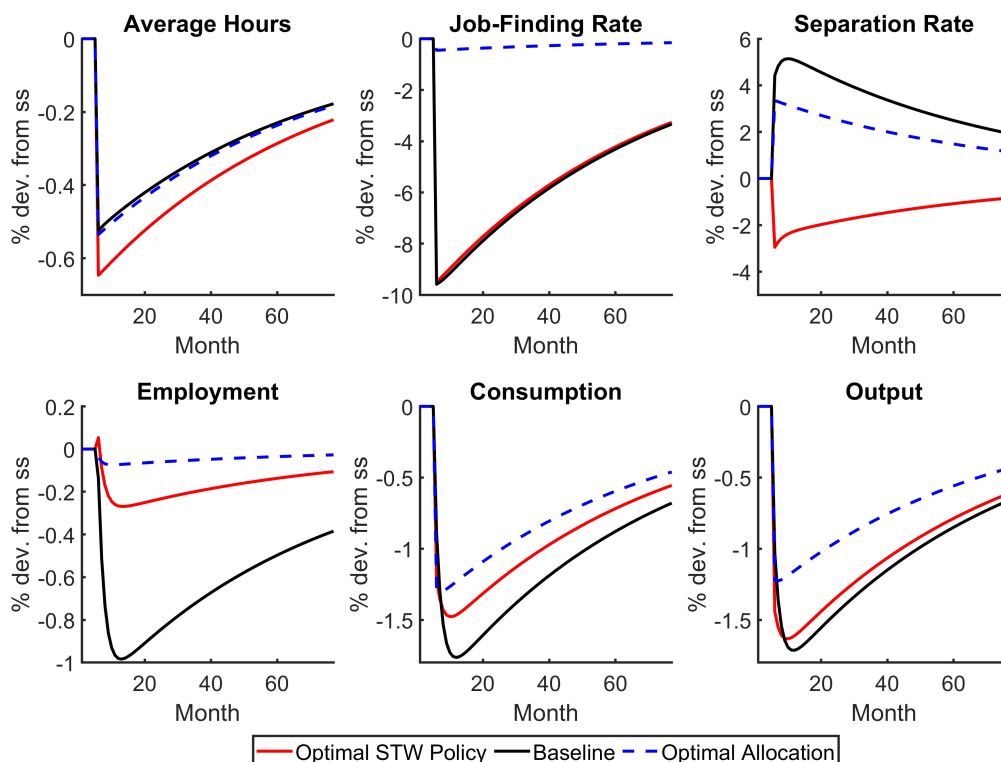 Average Hours
Job-Finding Rate
Separation Rate
% dev. from ss
0
-0.2
-0.4
-0.6
20
40
60
Month
% dev. from ss
0
-2
-4
-6
-8
-10
20
40
60
Month
% dev. from ss
6
4
2
0
-2
-4
20
40
60
Month
Employment
Consumption
Output
% dev. from ss
0.2
0
-0.2
-0.4
-0.6
-0.8
-1
20
40
60
Month
% dev. from ss
0
-0.5
-1
-1.5
20
40
60
Month
% dev. from ss
0
-0.5
-1
-1.5
20
40
60
Month
Optimal STW Policy
Baseline
Optimal Allocation